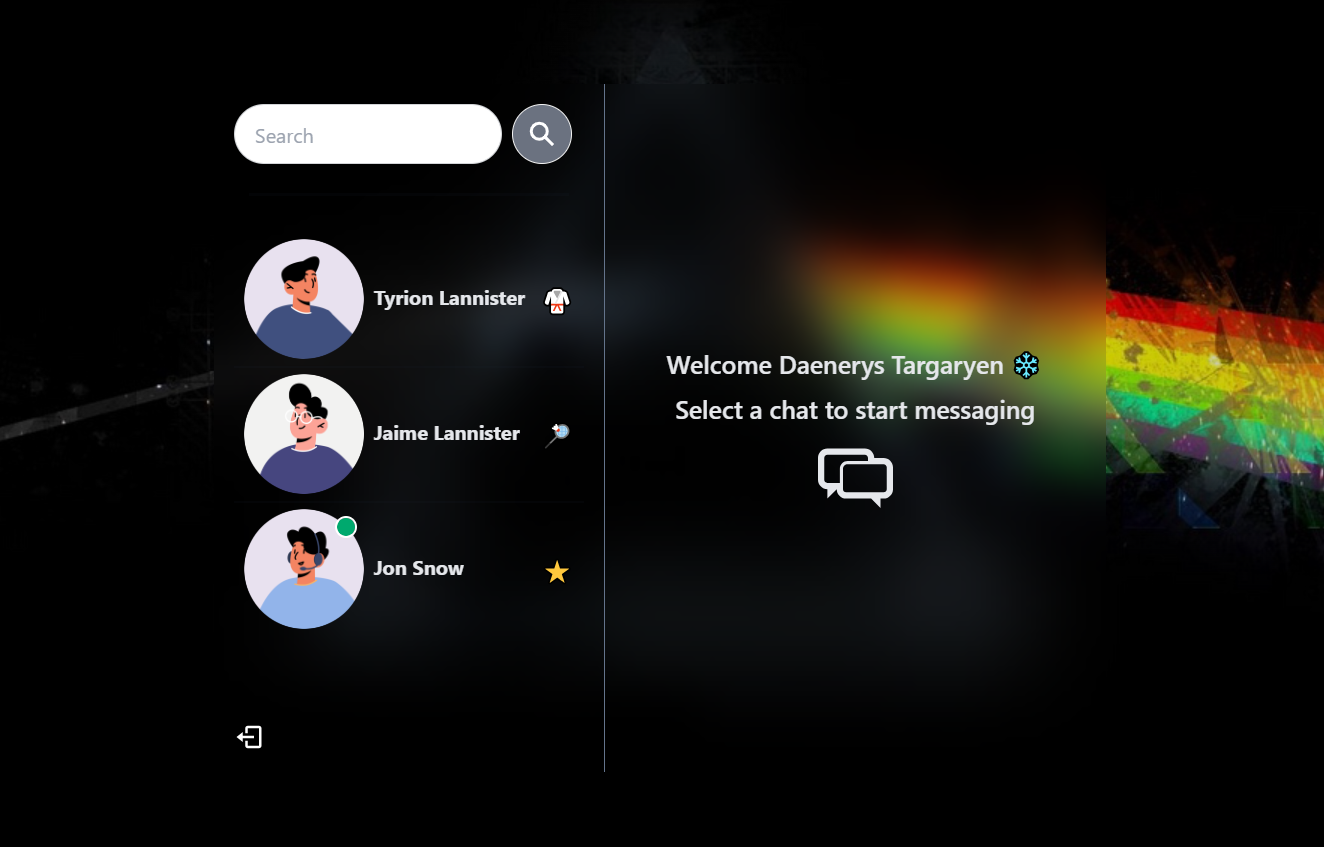 Search
Tyrion Lannister
Jaime Lannister
Jon Snow
Welcome Daenerys Targaryen ❄️
Select a chat to start messaging